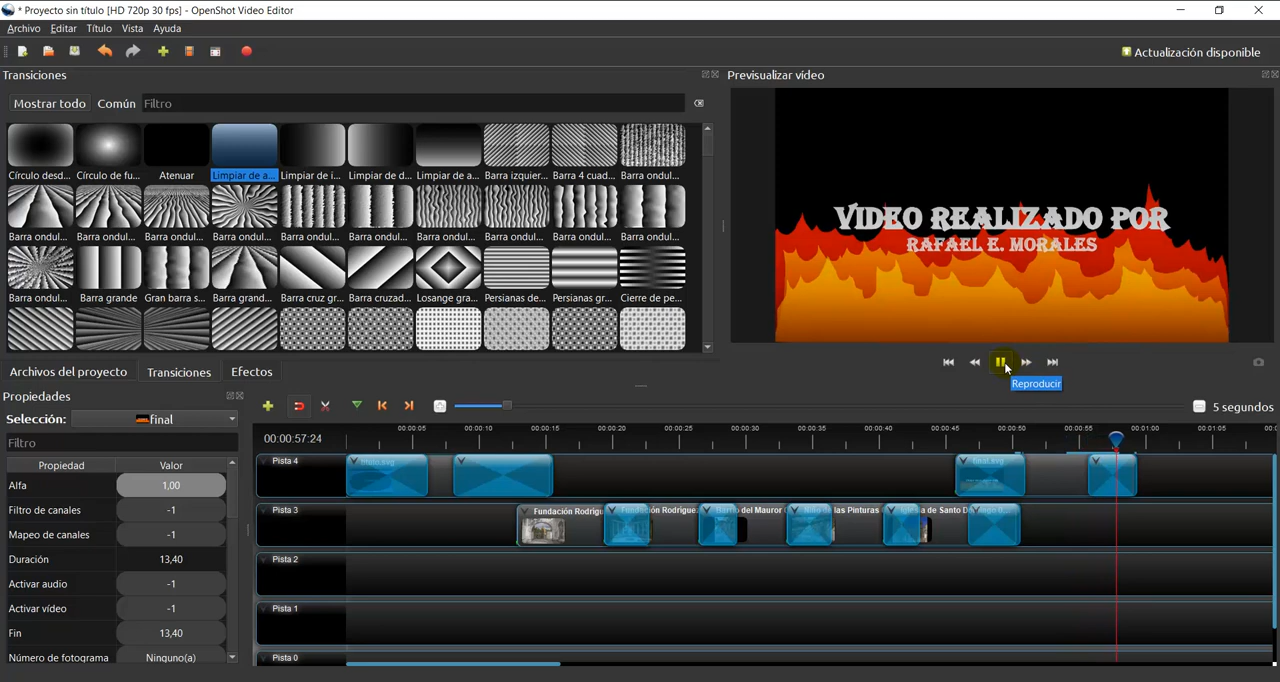 * Proyecto sin título [HD 720p 30 fps] - OpenShot Video Editor
Archivo Editar Título Vista Ayuda
Actualización disponible
Transiciones
Previsualizar vídeo
Mostrar todo Común Filtro
Círculo desd... Círculo de fu... Atenuar Limpiar de a... Limpiar de i... Limpiar de d... Limpiar de a... Barra izquier... Barra 4 cuad... Barra ondul...
Barra ondul... Barra ondul... Barra ondul... Barra ondul... Barra ondul... Barra ondul... Barra ondul... Barra ondul... Barra ondul... Barra ondul...
Barra ondul... Barra grande Gran barra s... Barra grand... Barra cruz gr... Barra cruzad... Losange gra... Persianas de... Persianas gr... Cierre de pe...
VIDEO REALIZADO POR
RAFAEL E. MORALES
Reproducir
Archivos del proyecto Transiciones Efectos
Propiedades
Selección: final
Filtro
Propiedad Valor
Alfa 1,00
Filtro de canales -1
Mapeo de canales -1
Duración 13,40
Activar audio -1
Activar vídeo -1
Fin 13,40
Número de fotograma Ninguno(a)
5 segundos
00:00:57:24
00:00:05 00:00:10 00:00:15 00:00:20 00:00:25 00:00:30 00:00:35 00:00:40 00:00:45 00:00:50 00:00:55 00:01:00 00:01:05 00:0
Pista 4
final.svg
Pista 3
Fundación Rodrigu
Fundación Rodrigue.
Barrio del Mauror
las Pinturas
Iglesia de Santo Domingo
Pista 2
Pista 1
Pista 0